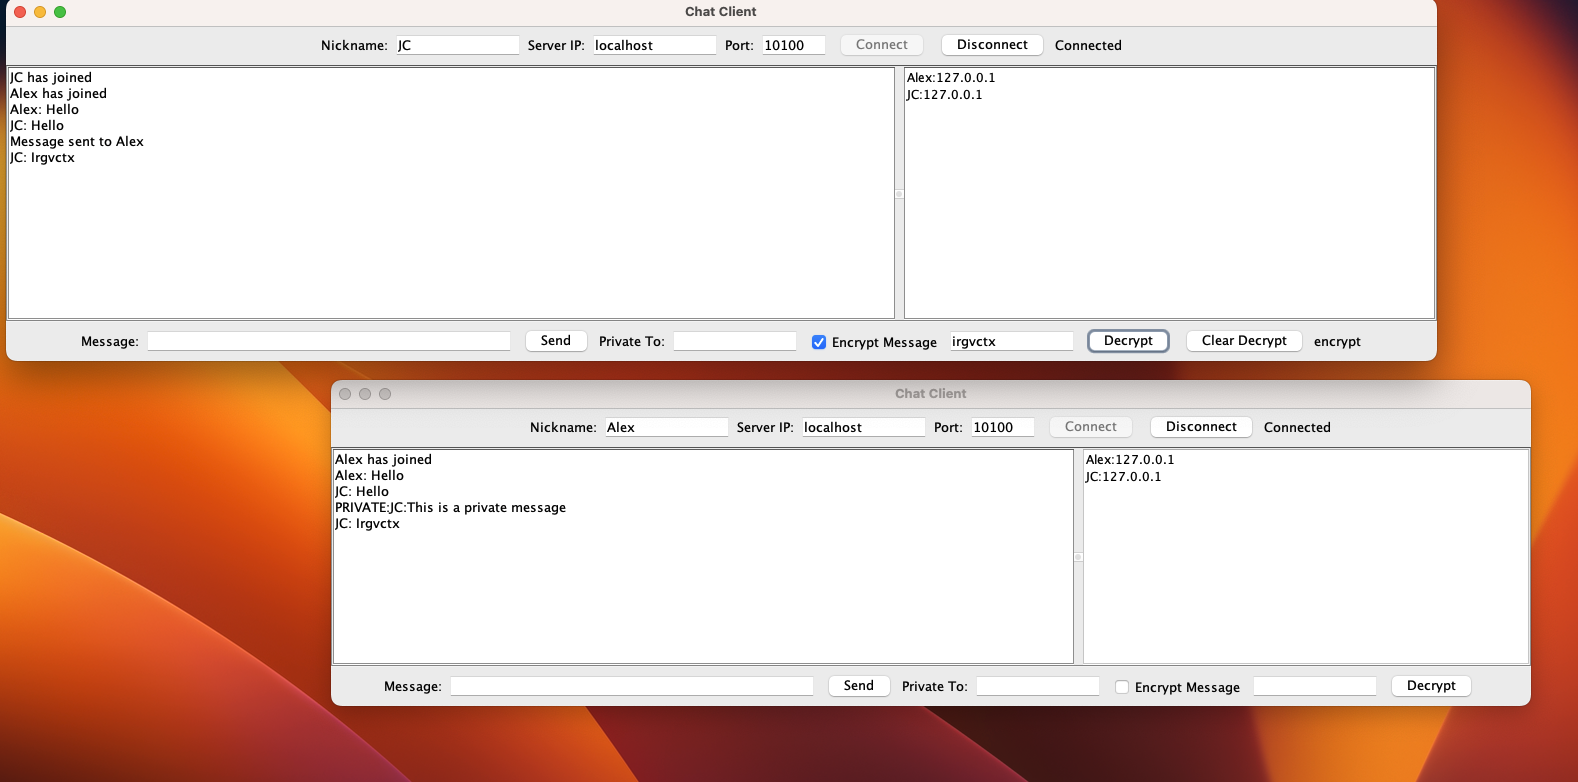 Chat Client
Nickname: JC Server IP: localhost Port: 10100 Connect Disconnect Connected
JC has joined
Alex has joined
Alex: Hello
JC: Hello
Message sent to Alex
JC: Irgvctx
Alex:127.0.0.1
JC:127.0.0.1
Message: Send Private To: Encrypt Message irgvctx Decrypt Clear Decrypt encrypt
Chat Client
Nickname: Alex Server IP: localhost Port: 10100 Connect Disconnect Connected
Alex has joined
Alex: Hello
JC: Hello
PRIVATE:JC:This is a private message
JC: Irgvctx
Alex:127.0.0.1
JC:127.0.0.1
Message: Send Private To: Encrypt Message Decrypt